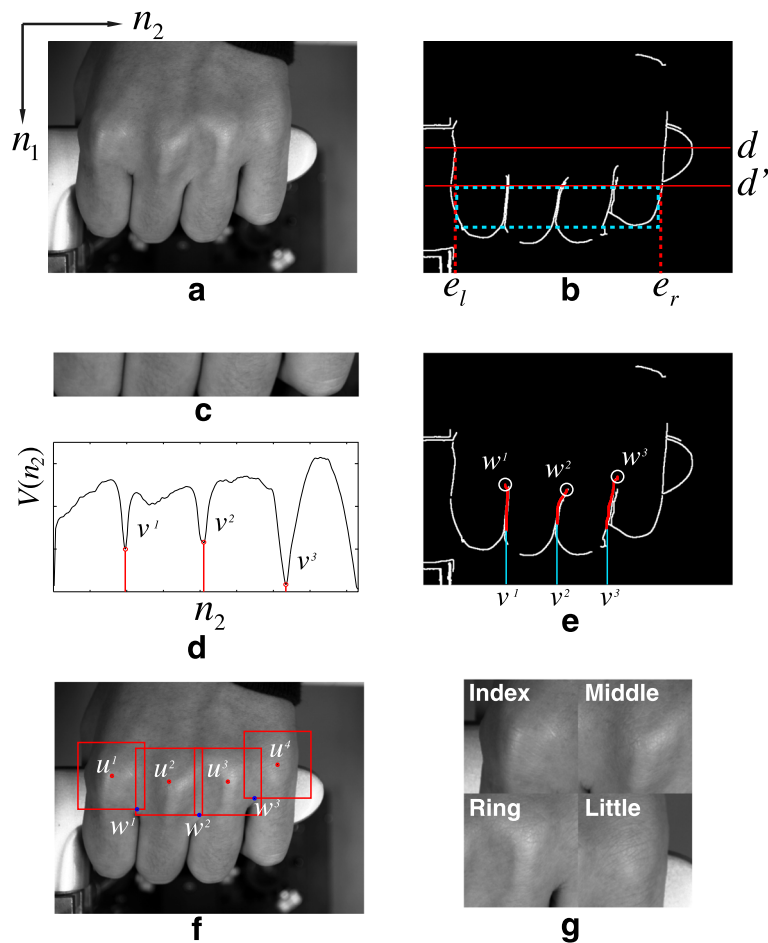 n₂
n₁
a
d
d'
eₗ
eᵣ
b
c
V(n₂)
v¹
v²
v³
n₂
d
w¹
w²
w³
v¹
v²
v³
e
u¹
u²
u³
u⁴
w¹
w²
w³
f
Index
Middle
Ring
Little
g